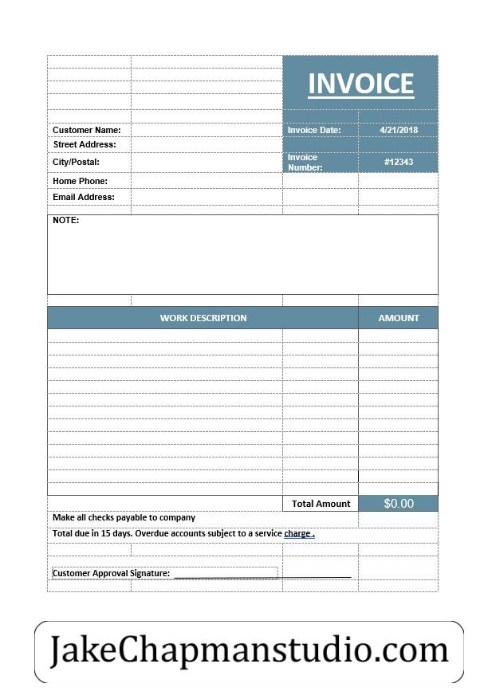 INVOICE
Customer Name:
Invoice Date: 4/21/2018
Street Address:
City/Postal:
Invoice Number: #12343
Home Phone:
Email Address:
NOTE:
WORK DESCRIPTION AMOUNT
Total Amount $0.00
Make all checks payable to company
Total due in 15 days. Overdue accounts subject to a service charge .
Customer Approval Signature:
JakeChapmanstudio.com